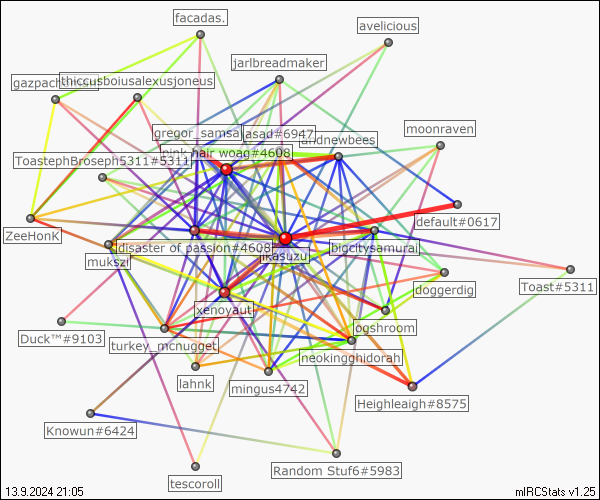 facadas.
avelicious
jarlbreadmaker
thiccusboiusalexusjoneus
moonraven
gregor_samsa
asad#6947
andnewbees
pink hair woag#4608
ToastephBroseph5311#5311
default#0617
ZeeHonK
disaster of passion#4608
bigcitysamurai
jikasuzu
mukszi
doggerdig
Toast#5311
xenoyaut
ogshroom
Duck™#9103
turkey_mcnugget
neokingghidorah
lahnk
mingus4742
Heighleaigh#8575
Knowun#6424
Random Stuf6#5983
tescoroll
13.9.2024 21:05
mIRCStats v1.25